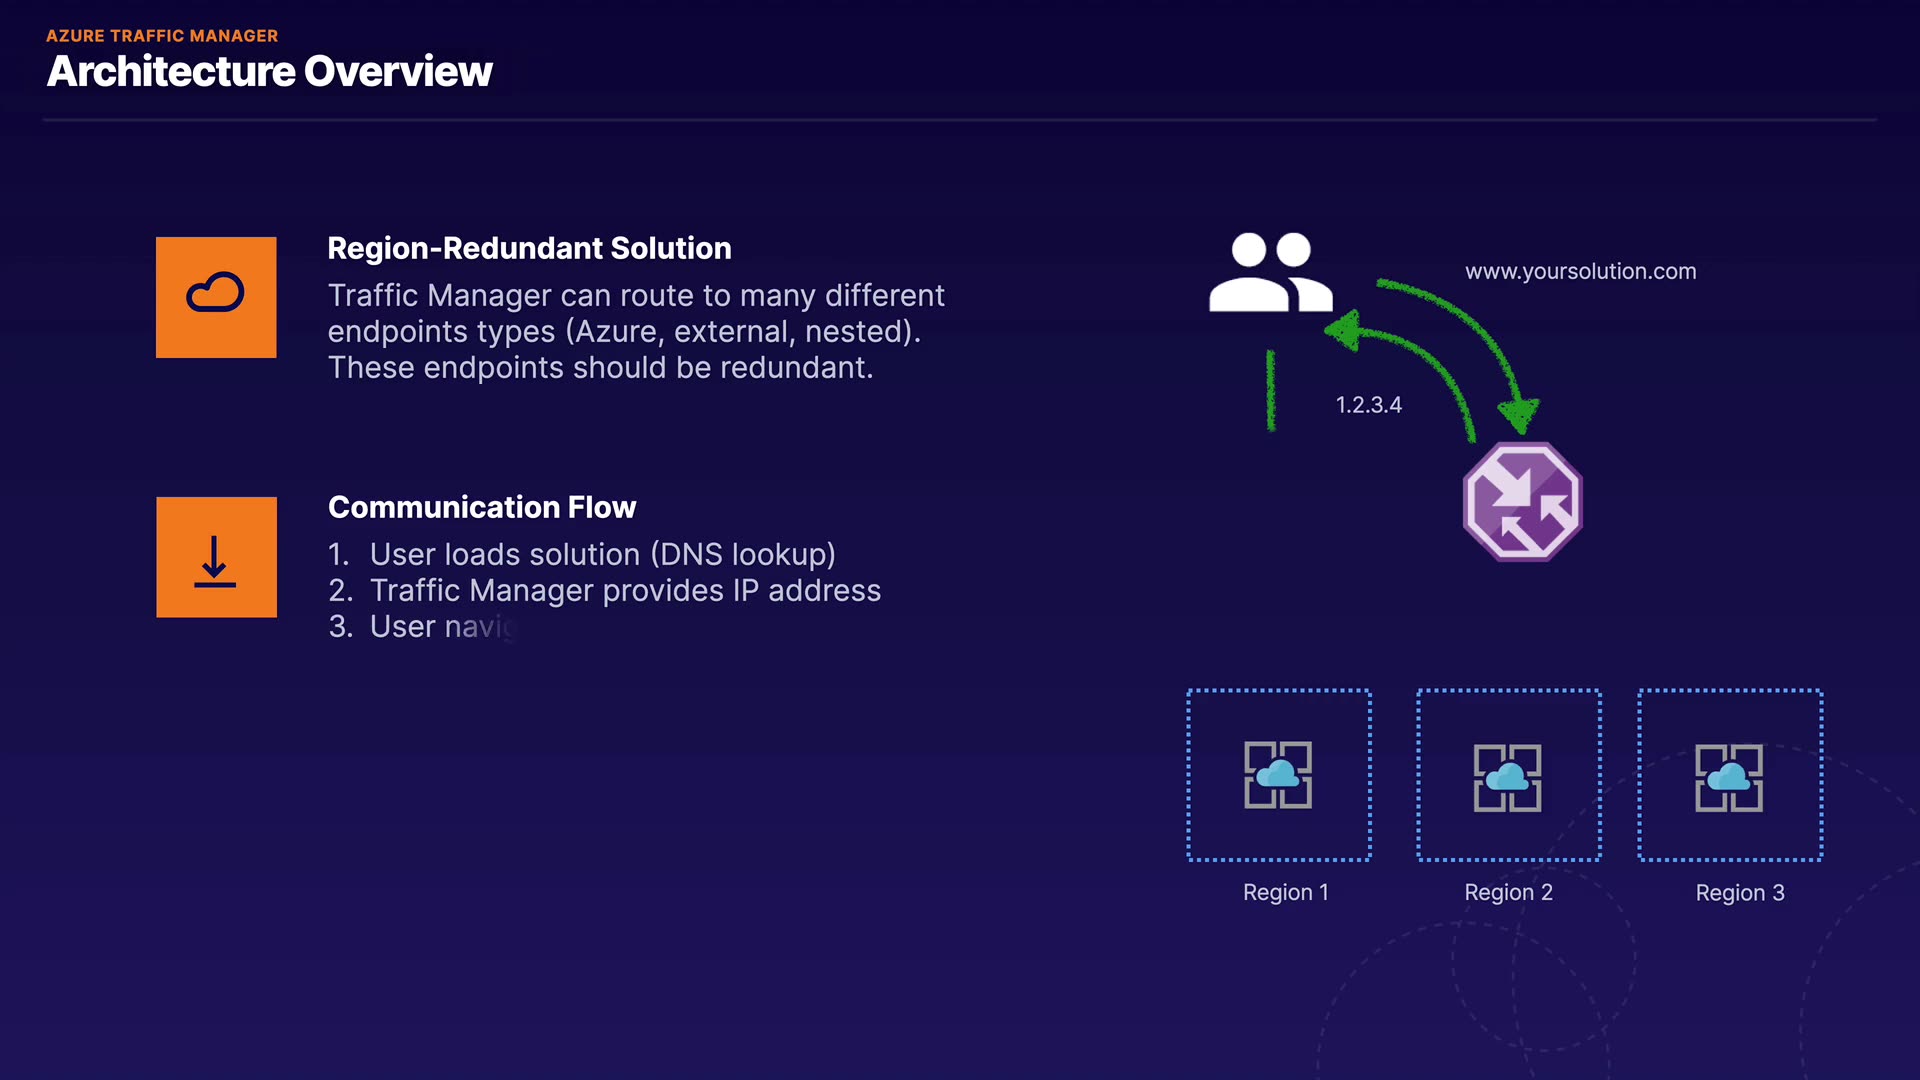 AZURE TRAFFIC MANAGER
Architecture Overview
Region-Redundant Solution
Traffic Manager can route to many different
endpoints types (Azure, external, nested).
These endpoints should be redundant.
Communication Flow
1. User loads solution (DNS lookup)
2. Traffic Manager provides IP address
3. User
www.yoursolution.com
1.2.3.4
Region 1
Region 2
Region 3